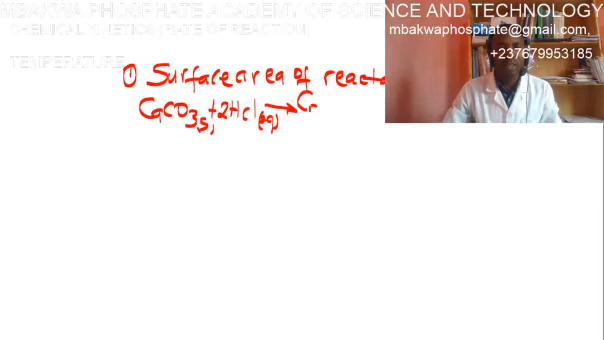 MBAKWA PHOSPHATE ACADEMY OF SCIENCE AND TECHNOLOGY
CHEMICAL KINETICS (RATE OF REACTION)
mbakwaphosphate@gmail.com,
+237679953185
TEMPERATURE
① Surface area of reacta
CaCO3(s) + 2HCl(aq) →